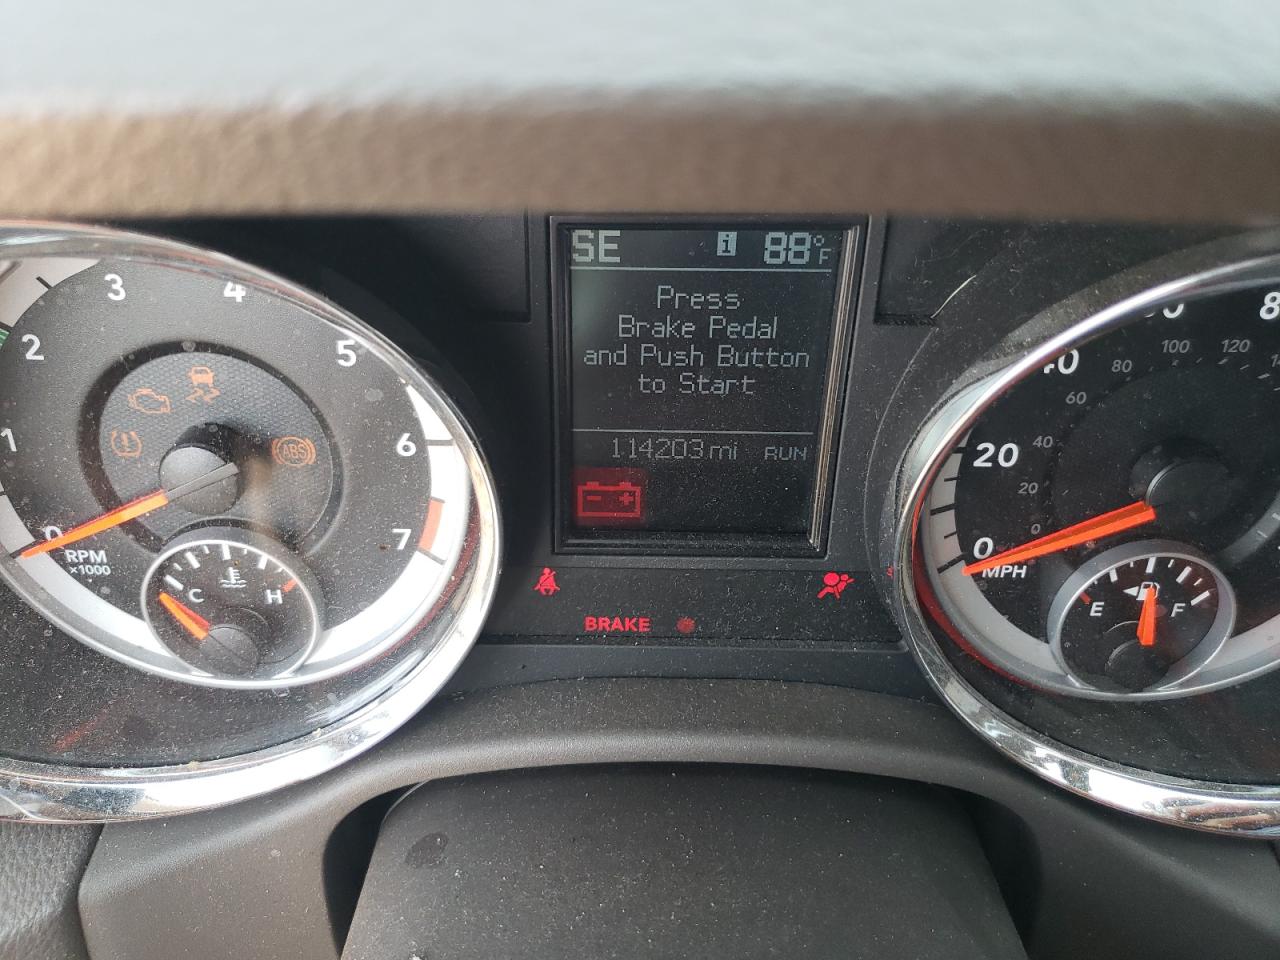 SE i 88°F
Press
Brake Pedal
and Push Button
to Start
114203 mi RUN
- +
BRAKE
1 2 3 4 5 6 7
0
RPM
x1000
ABS
C H
20
0
MPH
20 40 60 80 100 120
0
E F